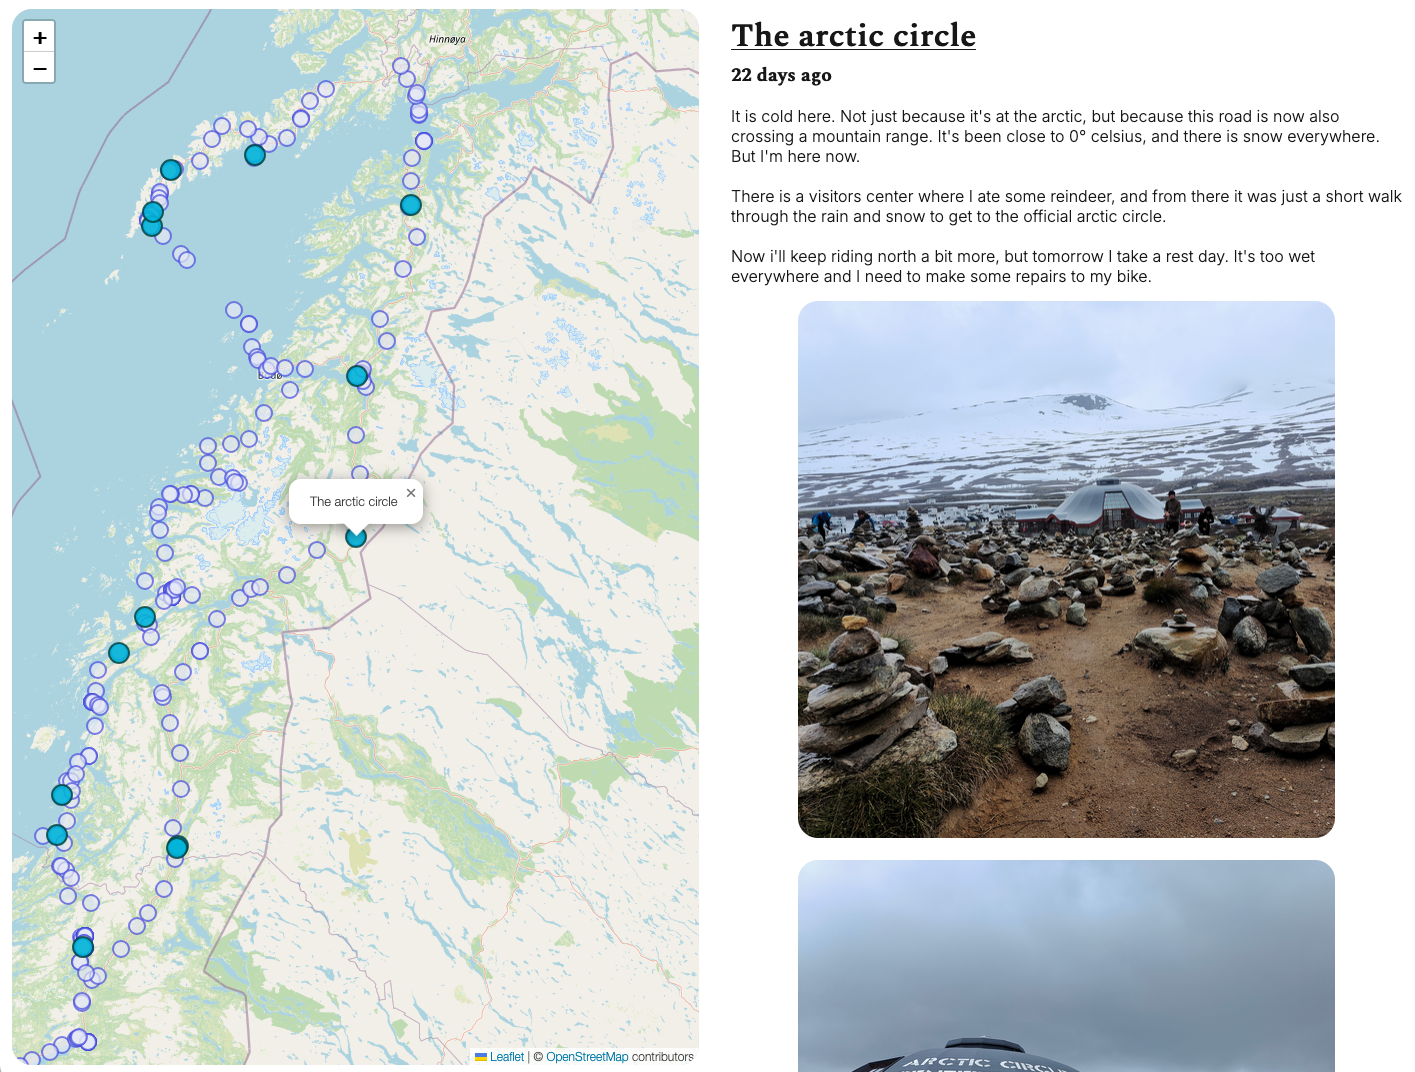 +
−
Hinnøya
The arctic circle
×
Leaflet | © OpenStreetMap contributors
The arctic circle
22 days ago
It is cold here. Not just because it's at the arctic, but because this road is now also
crossing a mountain range. It's been close to 0° celsius, and there is snow everywhere.
But I'm here now.
There is a visitors center where I ate some reindeer, and from there it was just a short walk
through the rain and snow to get to the official arctic circle.
Now i'll keep riding north a bit more, but tomorrow I take a rest day. It's too wet
everywhere and I need to make some repairs to my bike.
ARCTIC CIRCL